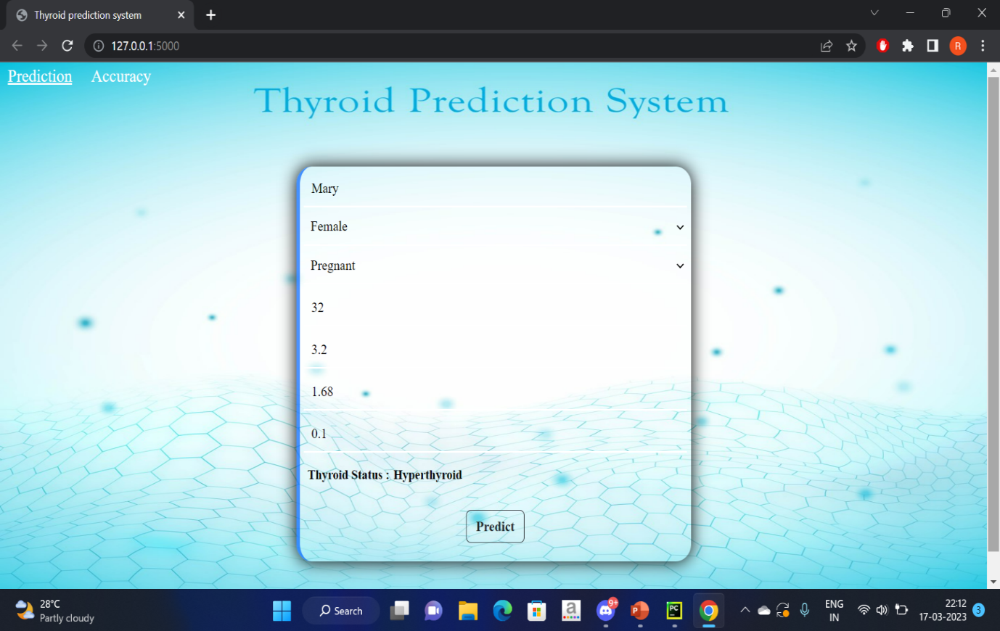 Thyroid prediction system
127.0.0.1:5000
R
Prediction Accuracy
Thyroid Prediction System
Mary
Female
Pregnant
32
3.2
1.68
0.1
Thyroid Status : Hyperthyroid
Predict
28°C
Partly cloudy
Search
a
9+
P
PC
ENG
IN
22:12
17-03-2023
3